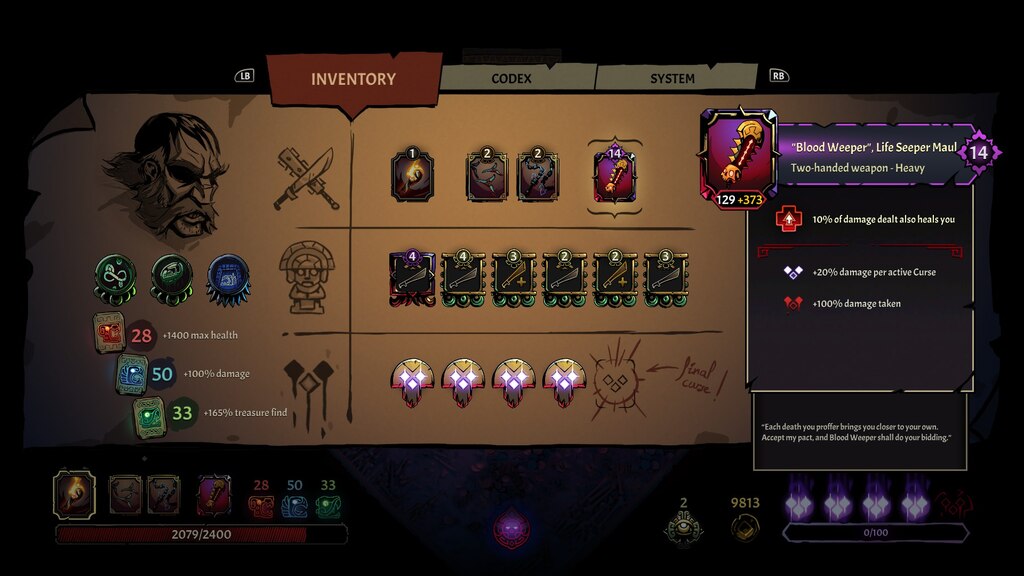 LB
INVENTORY
CODEX
SYSTEM
RB
1
2
2
14
"Blood Weeper", Life Seeper Maul
Two-handed weapon - Heavy
14
129 +373
10% of damage dealt also heals you
+20% damage per active Curse
+100% damage taken
4
4
3
2
2
3
28 +1400 max health
50 +100% damage
33 +165% treasure find
final
curse!
"Each death you proffer brings you closer to your own.
Accept my pact, and Blood Weeper shall do your bidding."
28 50 33
2079/2400
2
9813
0/100